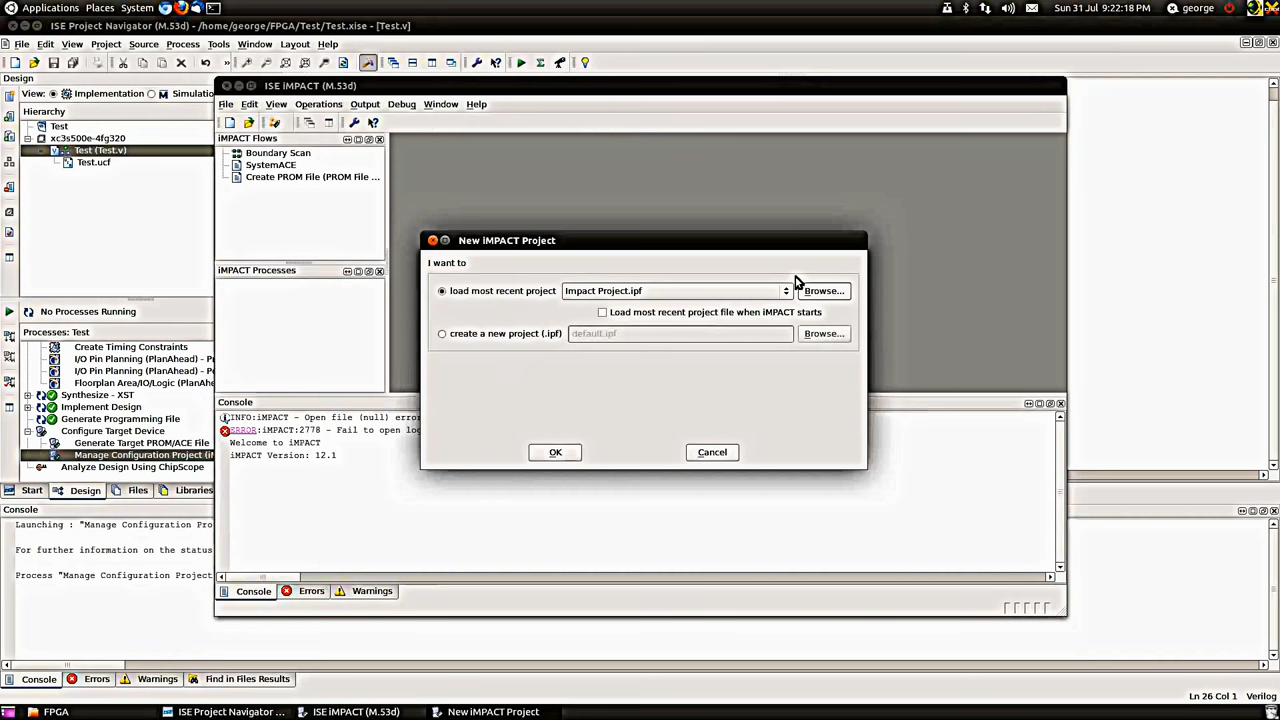 Applications Places System Sun 31 Jul 9:22:18 PM george
ISE Project Navigator (M.53d) - /home/george/FPGA/Test/Test.xise - [Test.v]
File Edit View Project Source Process Tools Window Layout Help
Design
View: Implementation Simulatio
Hierarchy
Test
xc3s500e-4fg320
Test (Test.v)
Test.ucf
No Processes Running
Processes: Test
Create Timing Constraints
I/O Pin Planning (PlanAhead) - P
I/O Pin Planning (PlanAhead) - P
Floorplan Area/IO/Logic (PlanAhead)
Synthesize - XST
Implement Design
Generate Programming File
Configure Target Device
Generate Target PROM/ACE File
Manage Configuration Project (i
Analyze Design Using ChipScope
Start Design Files Libraries
ISE iMPACT (M.53d)
File Edit View Operations Output Debug Window Help
iMPACT Flows
Boundary Scan
SystemACE
Create PROM File (PROM File ...
iMPACT Processes
New iMPACT Project
I want to
load most recent project Impact Project.ipf Browse...
Load most recent project file when iMPACT starts
create a new project (.ipf) default.ipf Browse...
OK Cancel
Console
INFO:iMPACT - Open file (null) erro
ERROR:iMPACT:2778 - Fail to open lo
Welcome to iMPACT
iMPACT Version: 12.1
Console Errors Warnings
Console
Launching : "Manage Configuration Pro
For further information on the status
Process "Manage Configuration Project
Console Errors Warnings Find in Files Results
Ln 26 Col 1 Verilog
FPGA ISE Project Navigator ... ISE iMPACT (M.53d) New iMPACT Project